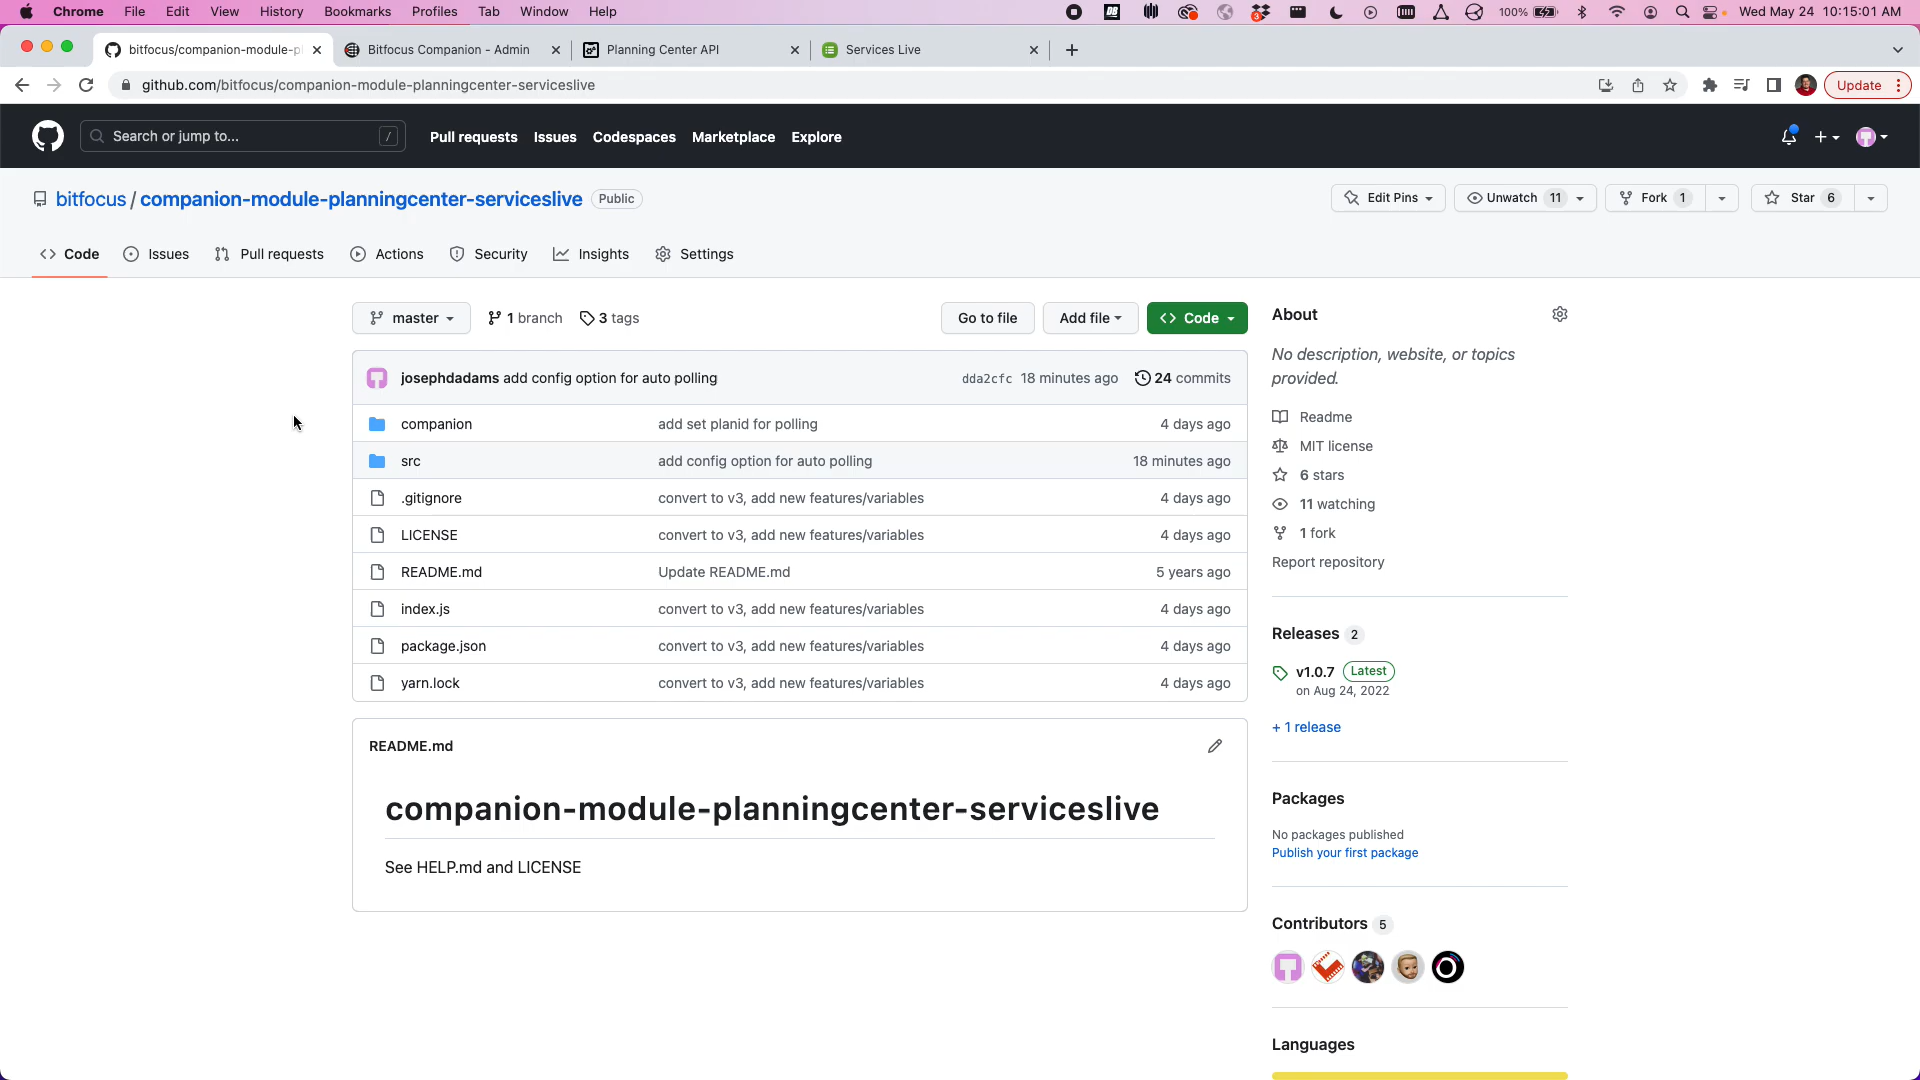 Chrome File Edit View History Bookmarks Profiles Tab Window Help
3
100%
Wed May 24 10:15:01 AM
bitfocus/companion-module-pl
Bitfocus Companion - Admin
Planning Center API
Services Live
github.com/bitfocus/companion-module-planningcenter-serviceslive
Update
Search or jump to...
/
Pull requests Issues Codespaces Marketplace Explore
bitfocus / companion-module-planningcenter-serviceslive Public
Edit Pins
Unwatch 11
Fork 1
Star 6
Code
Issues
Pull requests
Actions
Security
Insights
Settings
master
1 branch
3 tags
Go to file
Add file
Code
josephdadams add config option for auto polling
dda2cfc 18 minutes ago
24 commits
companion add set planid for polling 4 days ago
src add config option for auto polling 18 minutes ago
.gitignore convert to v3, add new features/variables 4 days ago
LICENSE convert to v3, add new features/variables 4 days ago
README.md Update README.md 5 years ago
index.js convert to v3, add new features/variables 4 days ago
package.json convert to v3, add new features/variables 4 days ago
yarn.lock convert to v3, add new features/variables 4 days ago
README.md
companion-module-planningcenter-serviceslive
See HELP.md and LICENSE
About
No description, website, or topics
provided.
Readme
MIT license
6 stars
11 watching
1 fork
Report repository
Releases 2
v1.0.7 Latest
on Aug 24, 2022
+ 1 release
Packages
No packages published
Publish your first package
Contributors 5
Languages